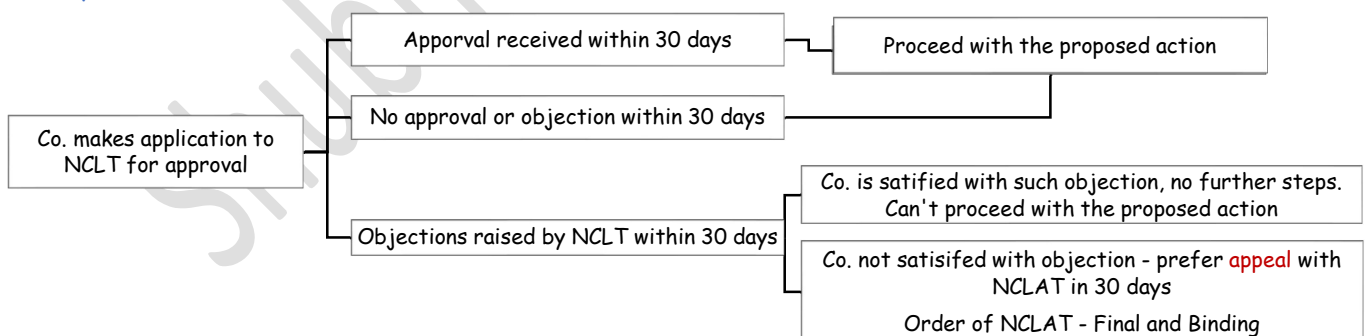 Apporval received within 30 days
Proceed with the proposed action
No approval or objection within 30 days
Co. makes application to
NCLT for approval
Co. is satified with such objection, no further steps.
Can't proceed with the proposed action
Objections raised by NCLT within 30 days
Co. not satisifed with objection - prefer appeal with
NCLAT in 30 days
Order of NCLAT - Final and Binding